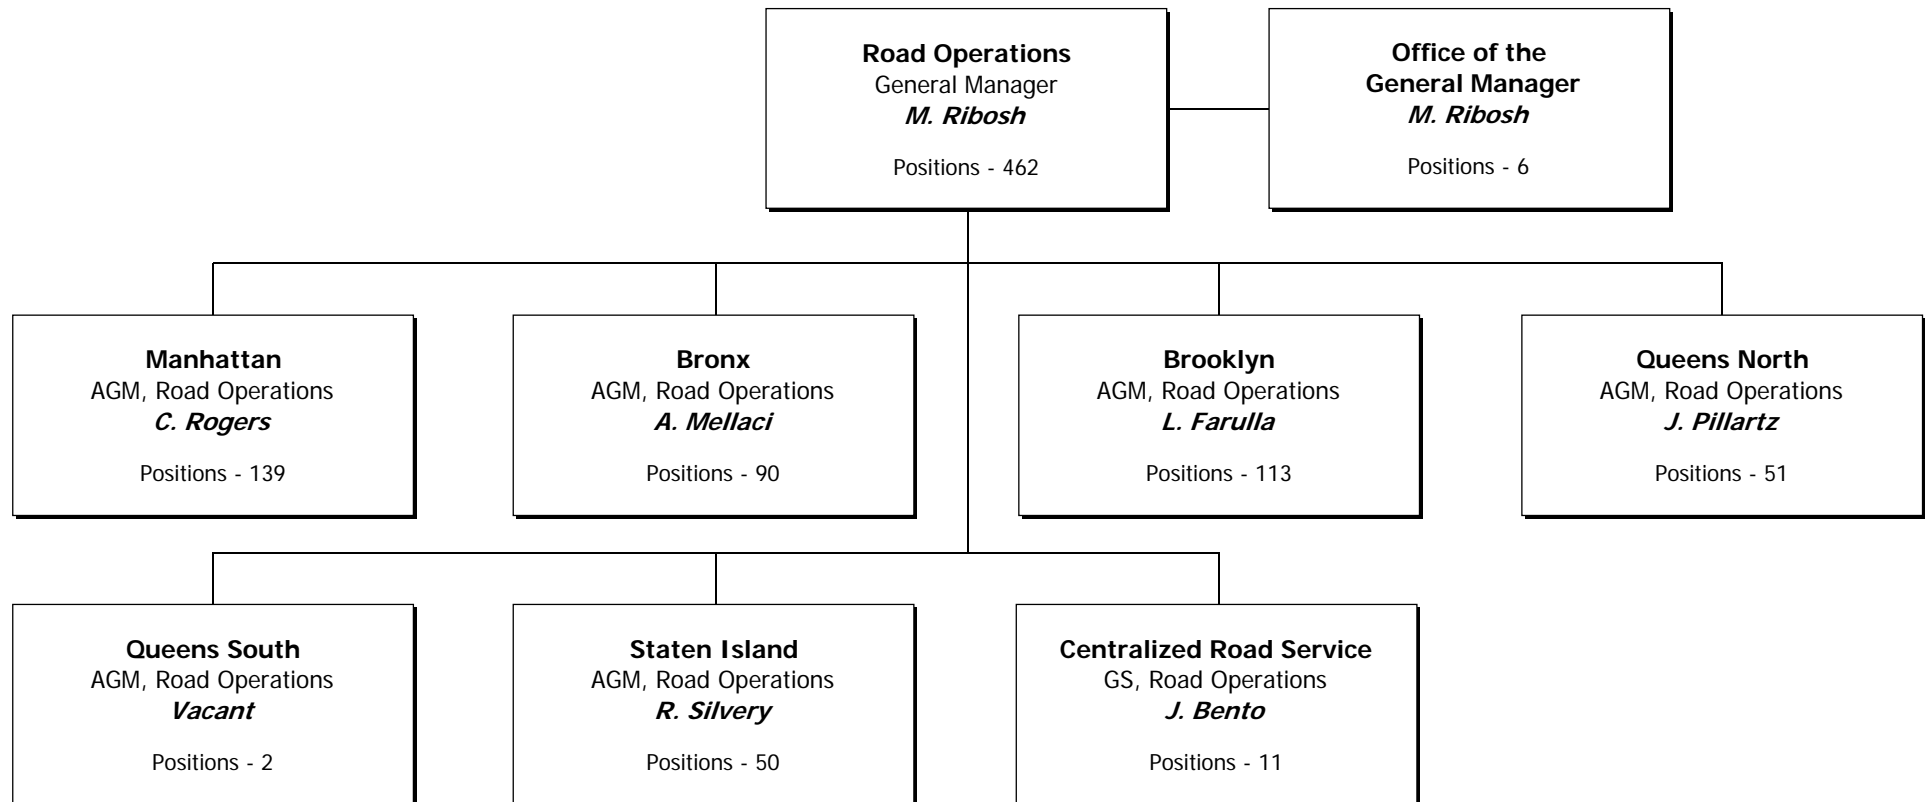 Road Operations
General Manager
M. Ribosh
Positions - 462
Office of the
General Manager
M. Ribosh
Positions - 6
Manhattan
AGM, Road Operations
C. Rogers
Positions - 139
Bronx
AGM, Road Operations
A. Mellaci
Positions - 90
Brooklyn
AGM, Road Operations
L. Farulla
Positions - 113
Queens North
AGM, Road Operations
J. Pillartz
Positions - 51
Queens South
AGM, Road Operations
Vacant
Positions - 2
Staten Island
AGM, Road Operations
R. Silvery
Positions - 50
Centralized Road Service
GS, Road Operations
J. Bento
Positions - 11